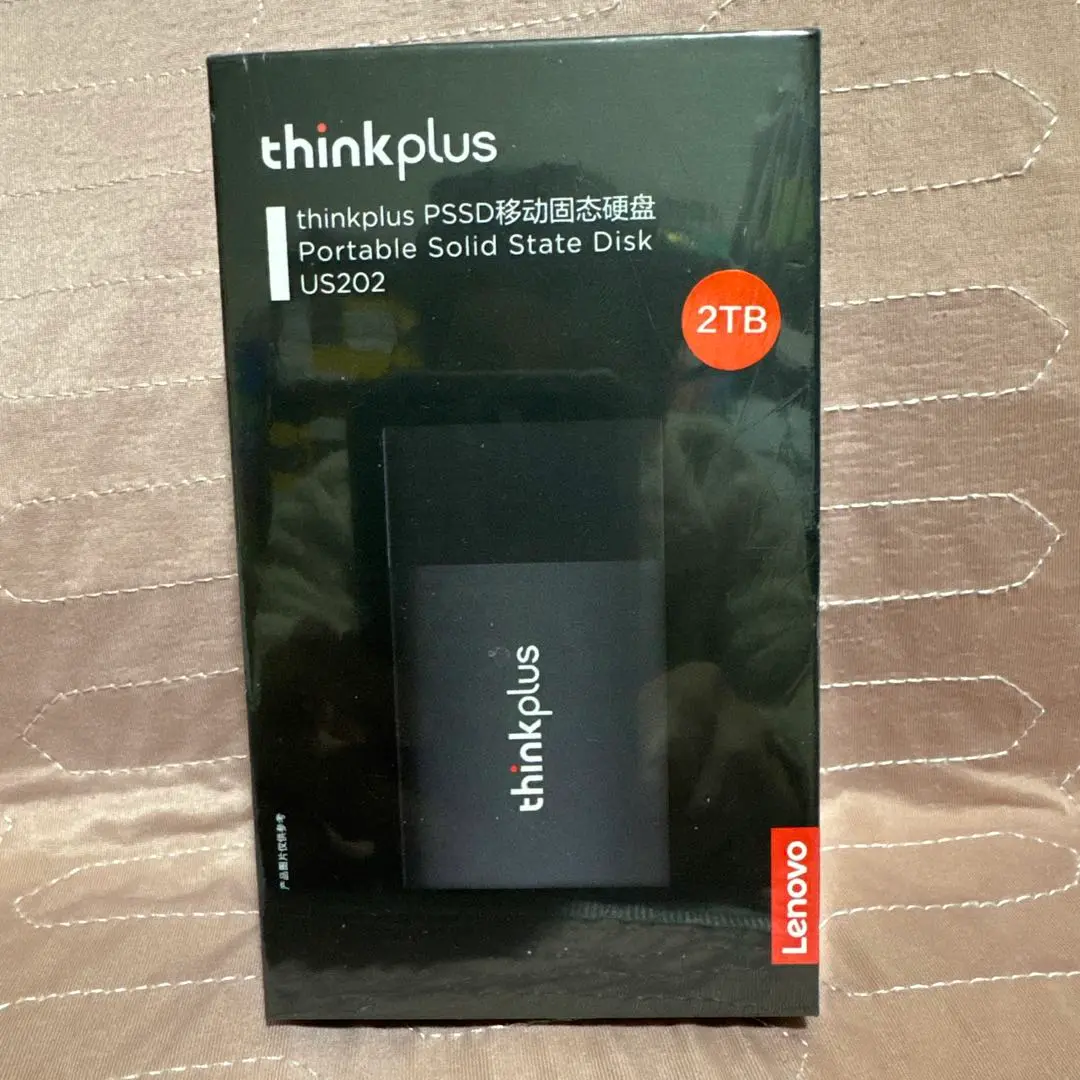 thinkplus
thinkplus PSSD移动固态硬盘
Portable Solid State Disk
US202
2TB
thinkplus
产品图片仅供参考
Lenovo